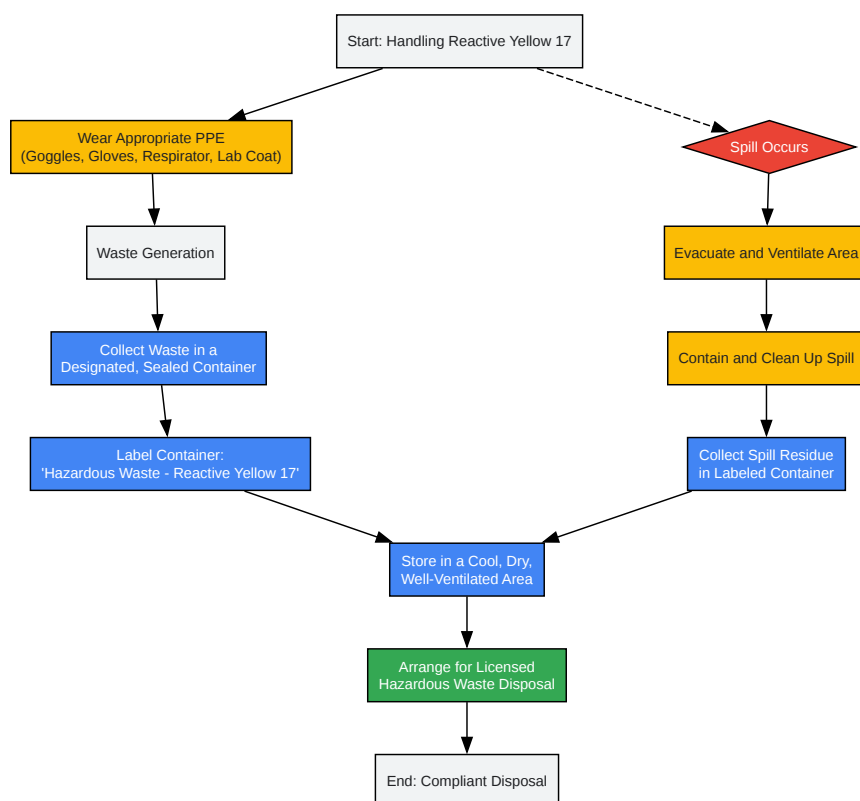 Start: Handling Reactive Yellow 17
Wear Appropriate PPE
(Goggles, Gloves, Respirator, Lab Coat)
Spill Occurs
Waste Generation
Evacuate and Ventilate Area
Collect Waste in a
Designated, Sealed Container
Contain and Clean Up Spill
Label Container:
'Hazardous Waste - Reactive Yellow 17'
Collect Spill Residue
in Labeled Container
Store in a Cool, Dry,
Well-Ventilated Area
Arrange for Licensed
Hazardous Waste Disposal
End: Compliant Disposal